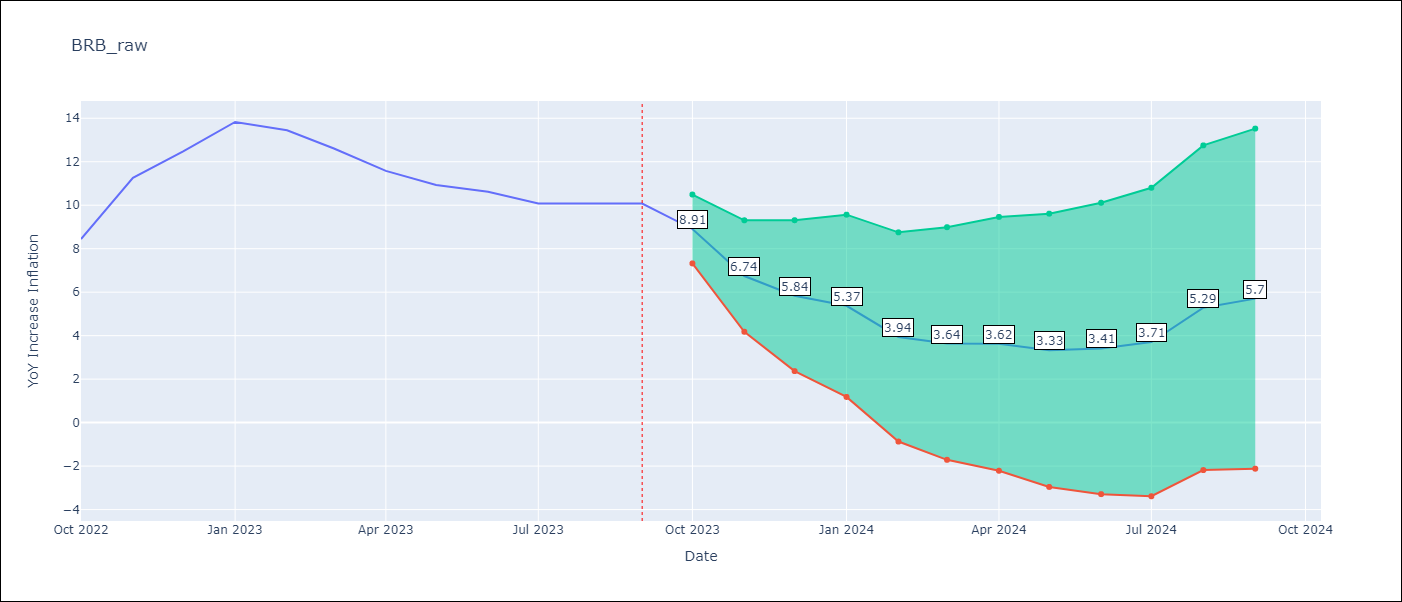 BRB_raw
YoY Increase Inflation
14
12
10
8
6
4
2
0
−2
−4
8.91
6.74
5.84
5.37
3.94
3.64
3.62
3.33
3.41
3.71
5.29
5.7
Oct 2022
Jan 2023
Apr 2023
Jul 2023
Oct 2023
Jan 2024
Apr 2024
Jul 2024
Oct 2024
Date